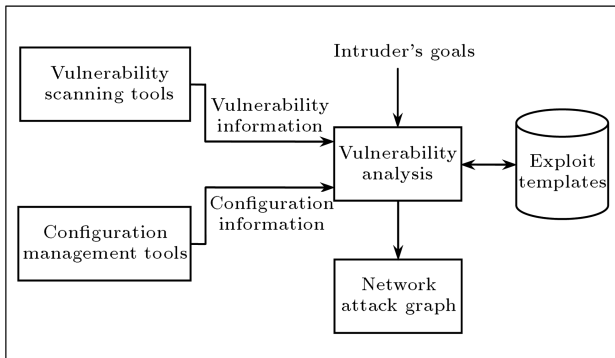 Vulnerability
scanning tools
Intruder's goals
Vulnerability
information
Vulnerability
analysis
Exploit
templates
Configuration
information
Configuration
management tools
Network
attack graph